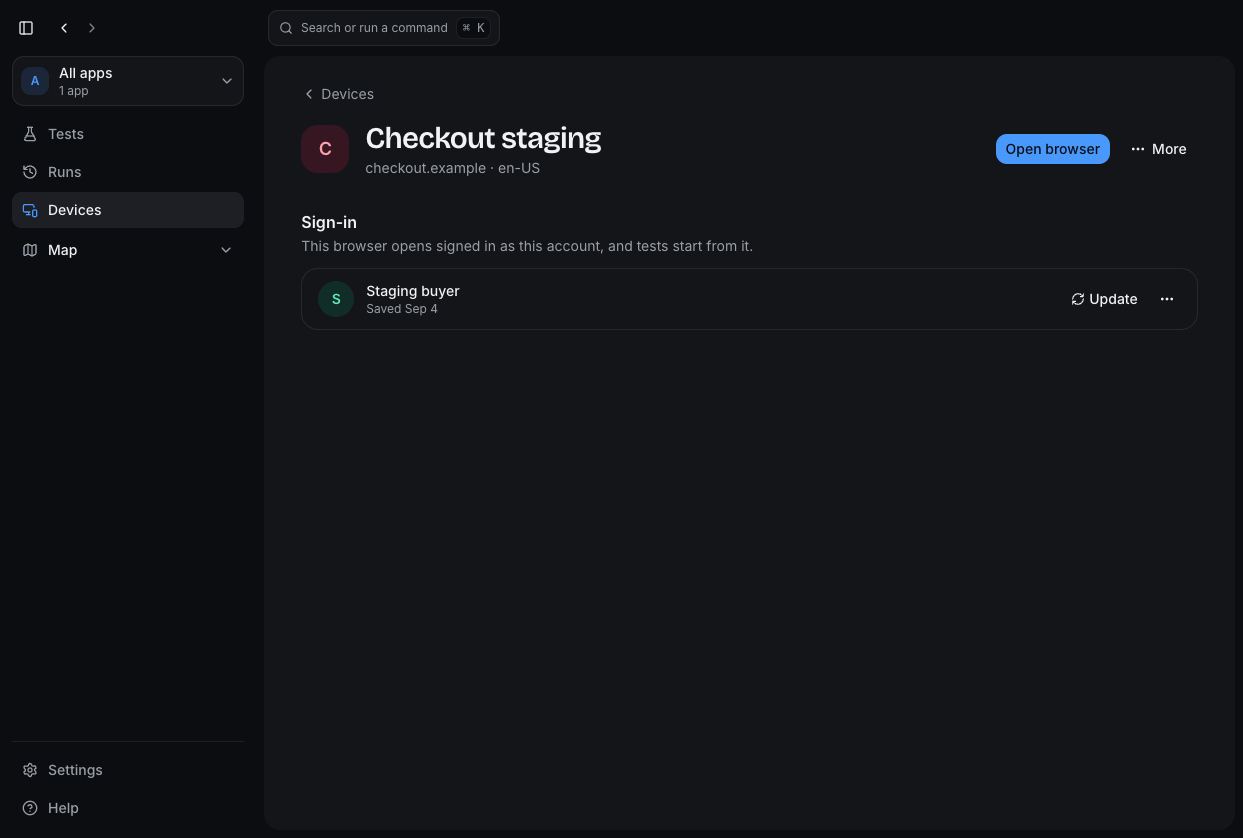 Search or run a command ⌘ K
A
All apps
1 app
Tests
Runs
Devices
Map
Settings
Help
Devices
C
Checkout staging
checkout.example · en-US
Open browser
More
Sign-in
This browser opens signed in as this account, and tests start from it.
S
Staging buyer
Saved Sep 4
Update